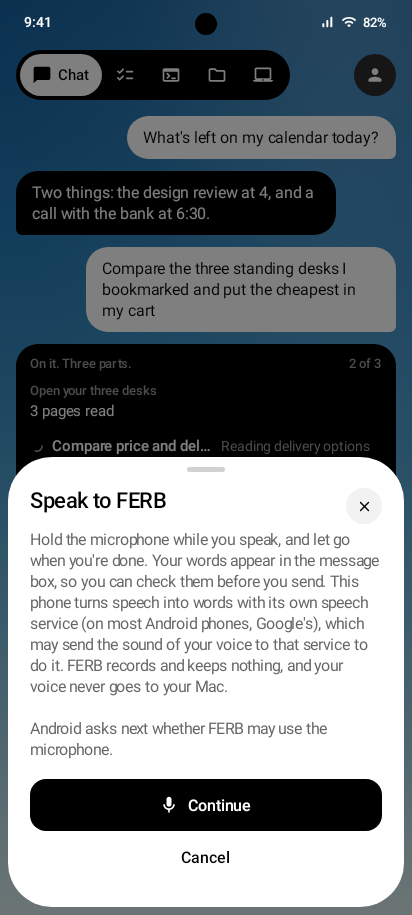 9:41
82%
Chat
What's left on my calendar today?
Two things: the design review at 4, and a
call with the bank at 6:30.
Compare the three standing desks I
bookmarked and put the cheapest in
my cart
On it. Three parts.
2 of 3
Open your three desks
3 pages read
Compare price and del...
Reading delivery options
Speak to FERB
Hold the microphone while you speak, and let go
when you're done. Your words appear in the message
box, so you can check them before you send. This
phone turns speech into words with its own speech
service (on most Android phones, Google's), which
may send the sound of your voice to that service to
do it. FERB records and keeps nothing, and your
voice never goes to your Mac.
Android asks next whether FERB may use the
microphone.
Continue
Cancel